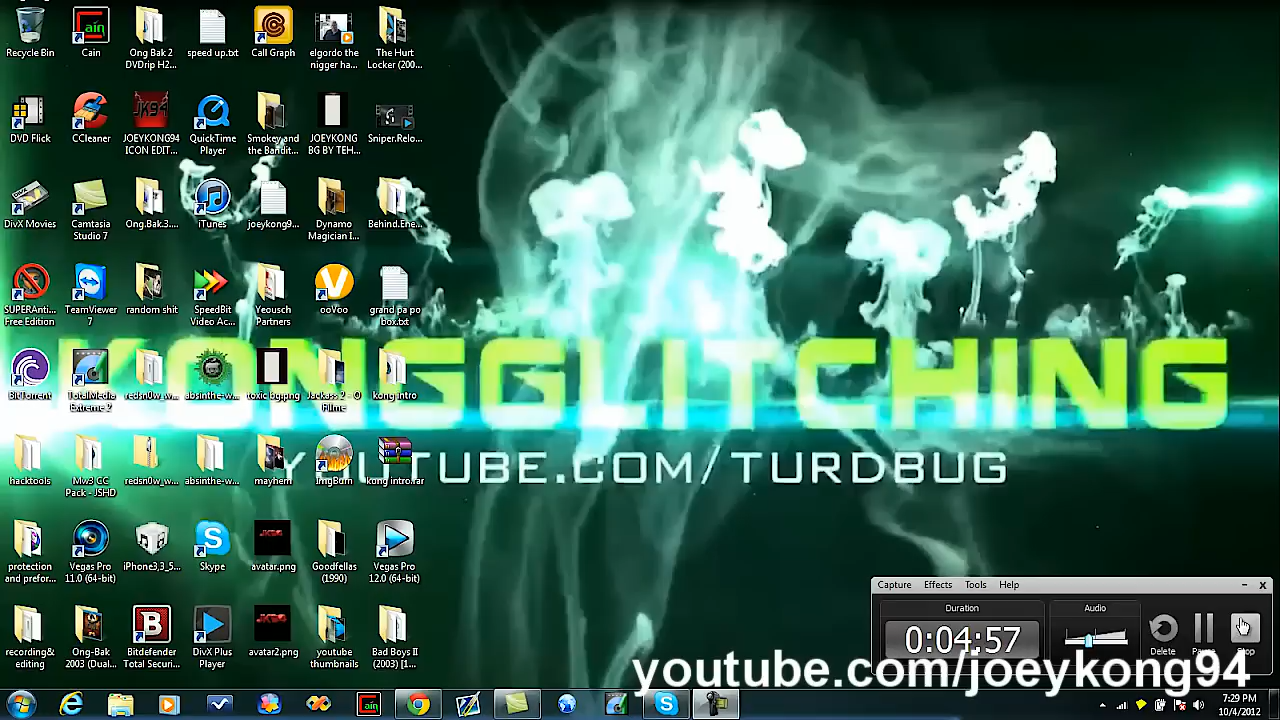 Recycle Bin
Cain
Ong Bak 2
DVDrip H2...
speed up.txt
Call Graph
elgordo the
nigger ha...
The Hurt
Locker (200...
DVD Flick
CCleaner
JK94
JOEYKONG94
ICON EDIT...
QuickTime
Player
Smokey and
the Bandit...
JOEYKONG
BG BY TEH...
Sniper.Relo...
DivX Movies
Camtasia
Studio 7
Ong.Bak.3....
iTunes
joeykong9...
Dynamo
Magician I...
Behind.Ene...
SUPERAnti...
Free Edition
TeamViewer
7
random shit
SpeedBit
Video Ac...
Yeousch
Partners
ooVoo
grand pa po
box.txt
KONGGLITCHING
BitTorrent
TotalMedia
Extreme 2
redsn0w_w...
absinthe-w...
toxic bg.png
Jackass 2 - O
Filme
kong intro
YOUTUBE.COM/TURDBUG
hacktools
Mw3 GC
Pack - JSHD
redsn0w_w...
absinthe-w...
mayhem
ImgBurn
kong intro.rar
protection
and prefor...
Vegas Pro
11.0 (64-bit)
iPhone3,3_5...
Skype
avatar.png
Goodfellas
(1990)
Vegas Pro
12.0 (64-bit)
recording&
editing
Ong-Bak
2003 (Dual...
Bitdefender
Total Securi...
DivX Plus
Player
avatar2.png
youtube
thumbnails
Bad Boys II
(2003) [1...
Capture Effects Tools Help
Duration
Audio
0:04:57
Delete
Pause
Stop
youtube.com/joeykong94
7:29 PM
10/4/2012